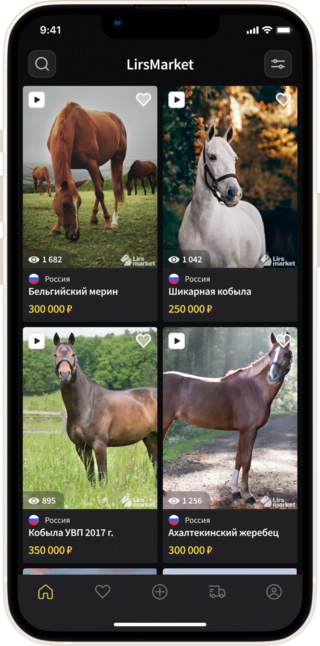 9:41
LirsMarket
1 682
Lirs
market
1 042
Lirs
market
Россия
Бельгийский мерин
300 000 ₽
Россия
Шикарная кобыла
250 000 ₽
895
Lirs
market
1 256
Lirs
market
Россия
Кобыла УВП 2017 г.
350 000 ₽
Россия
Ахалтекинский жеребец
300 000 ₽